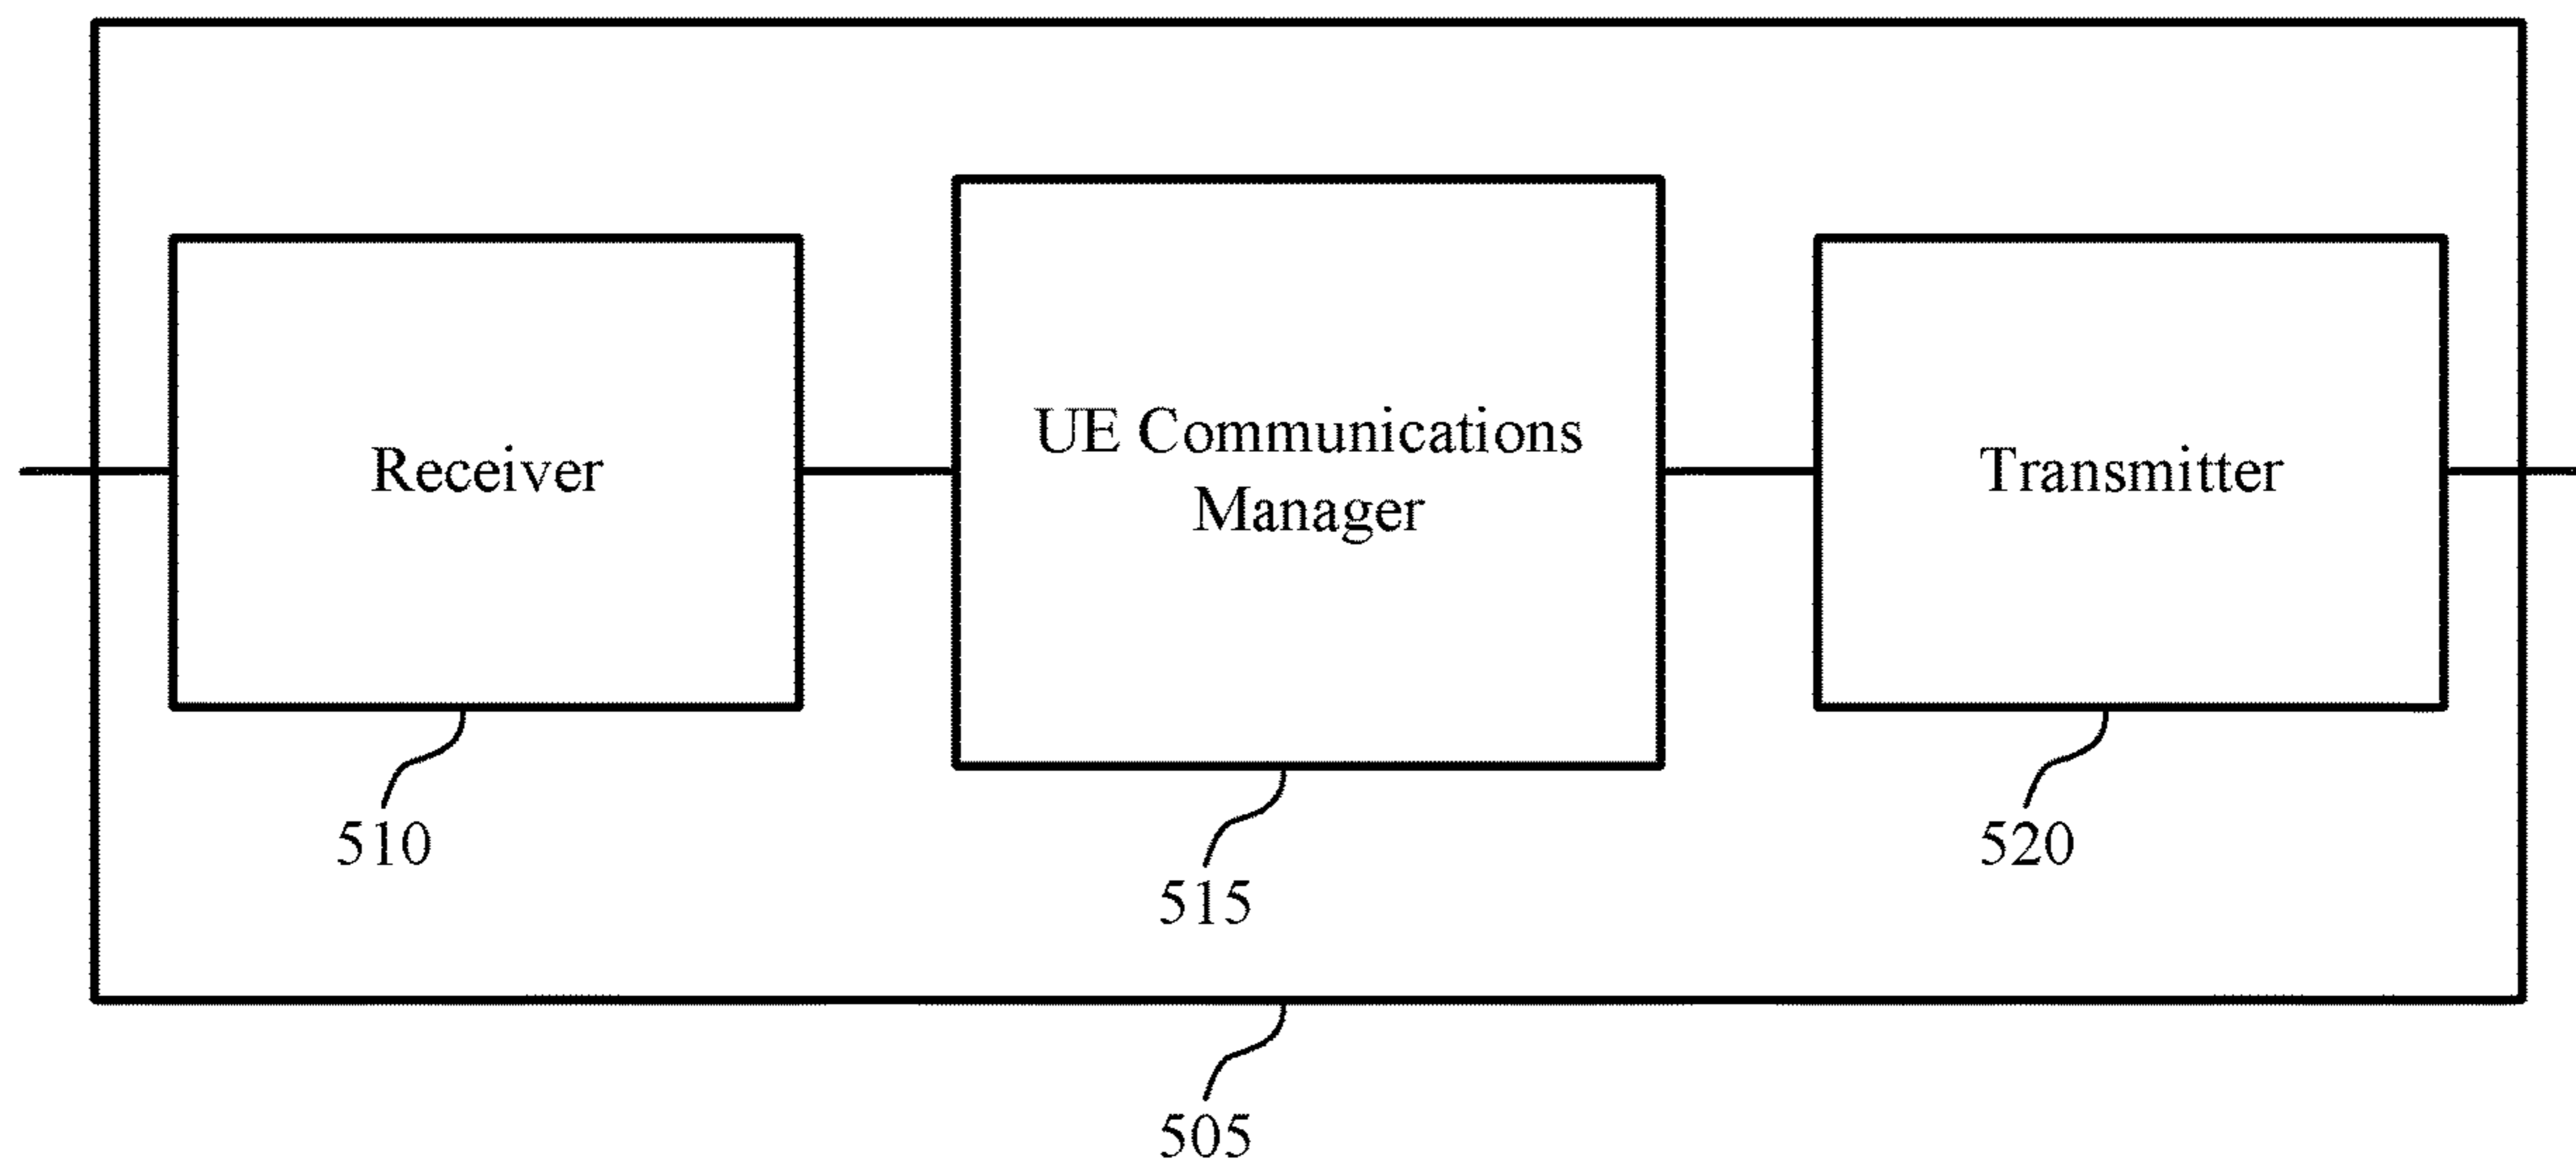 Receiver
UE Communications
Manager
Transmitter
510
515
520
505